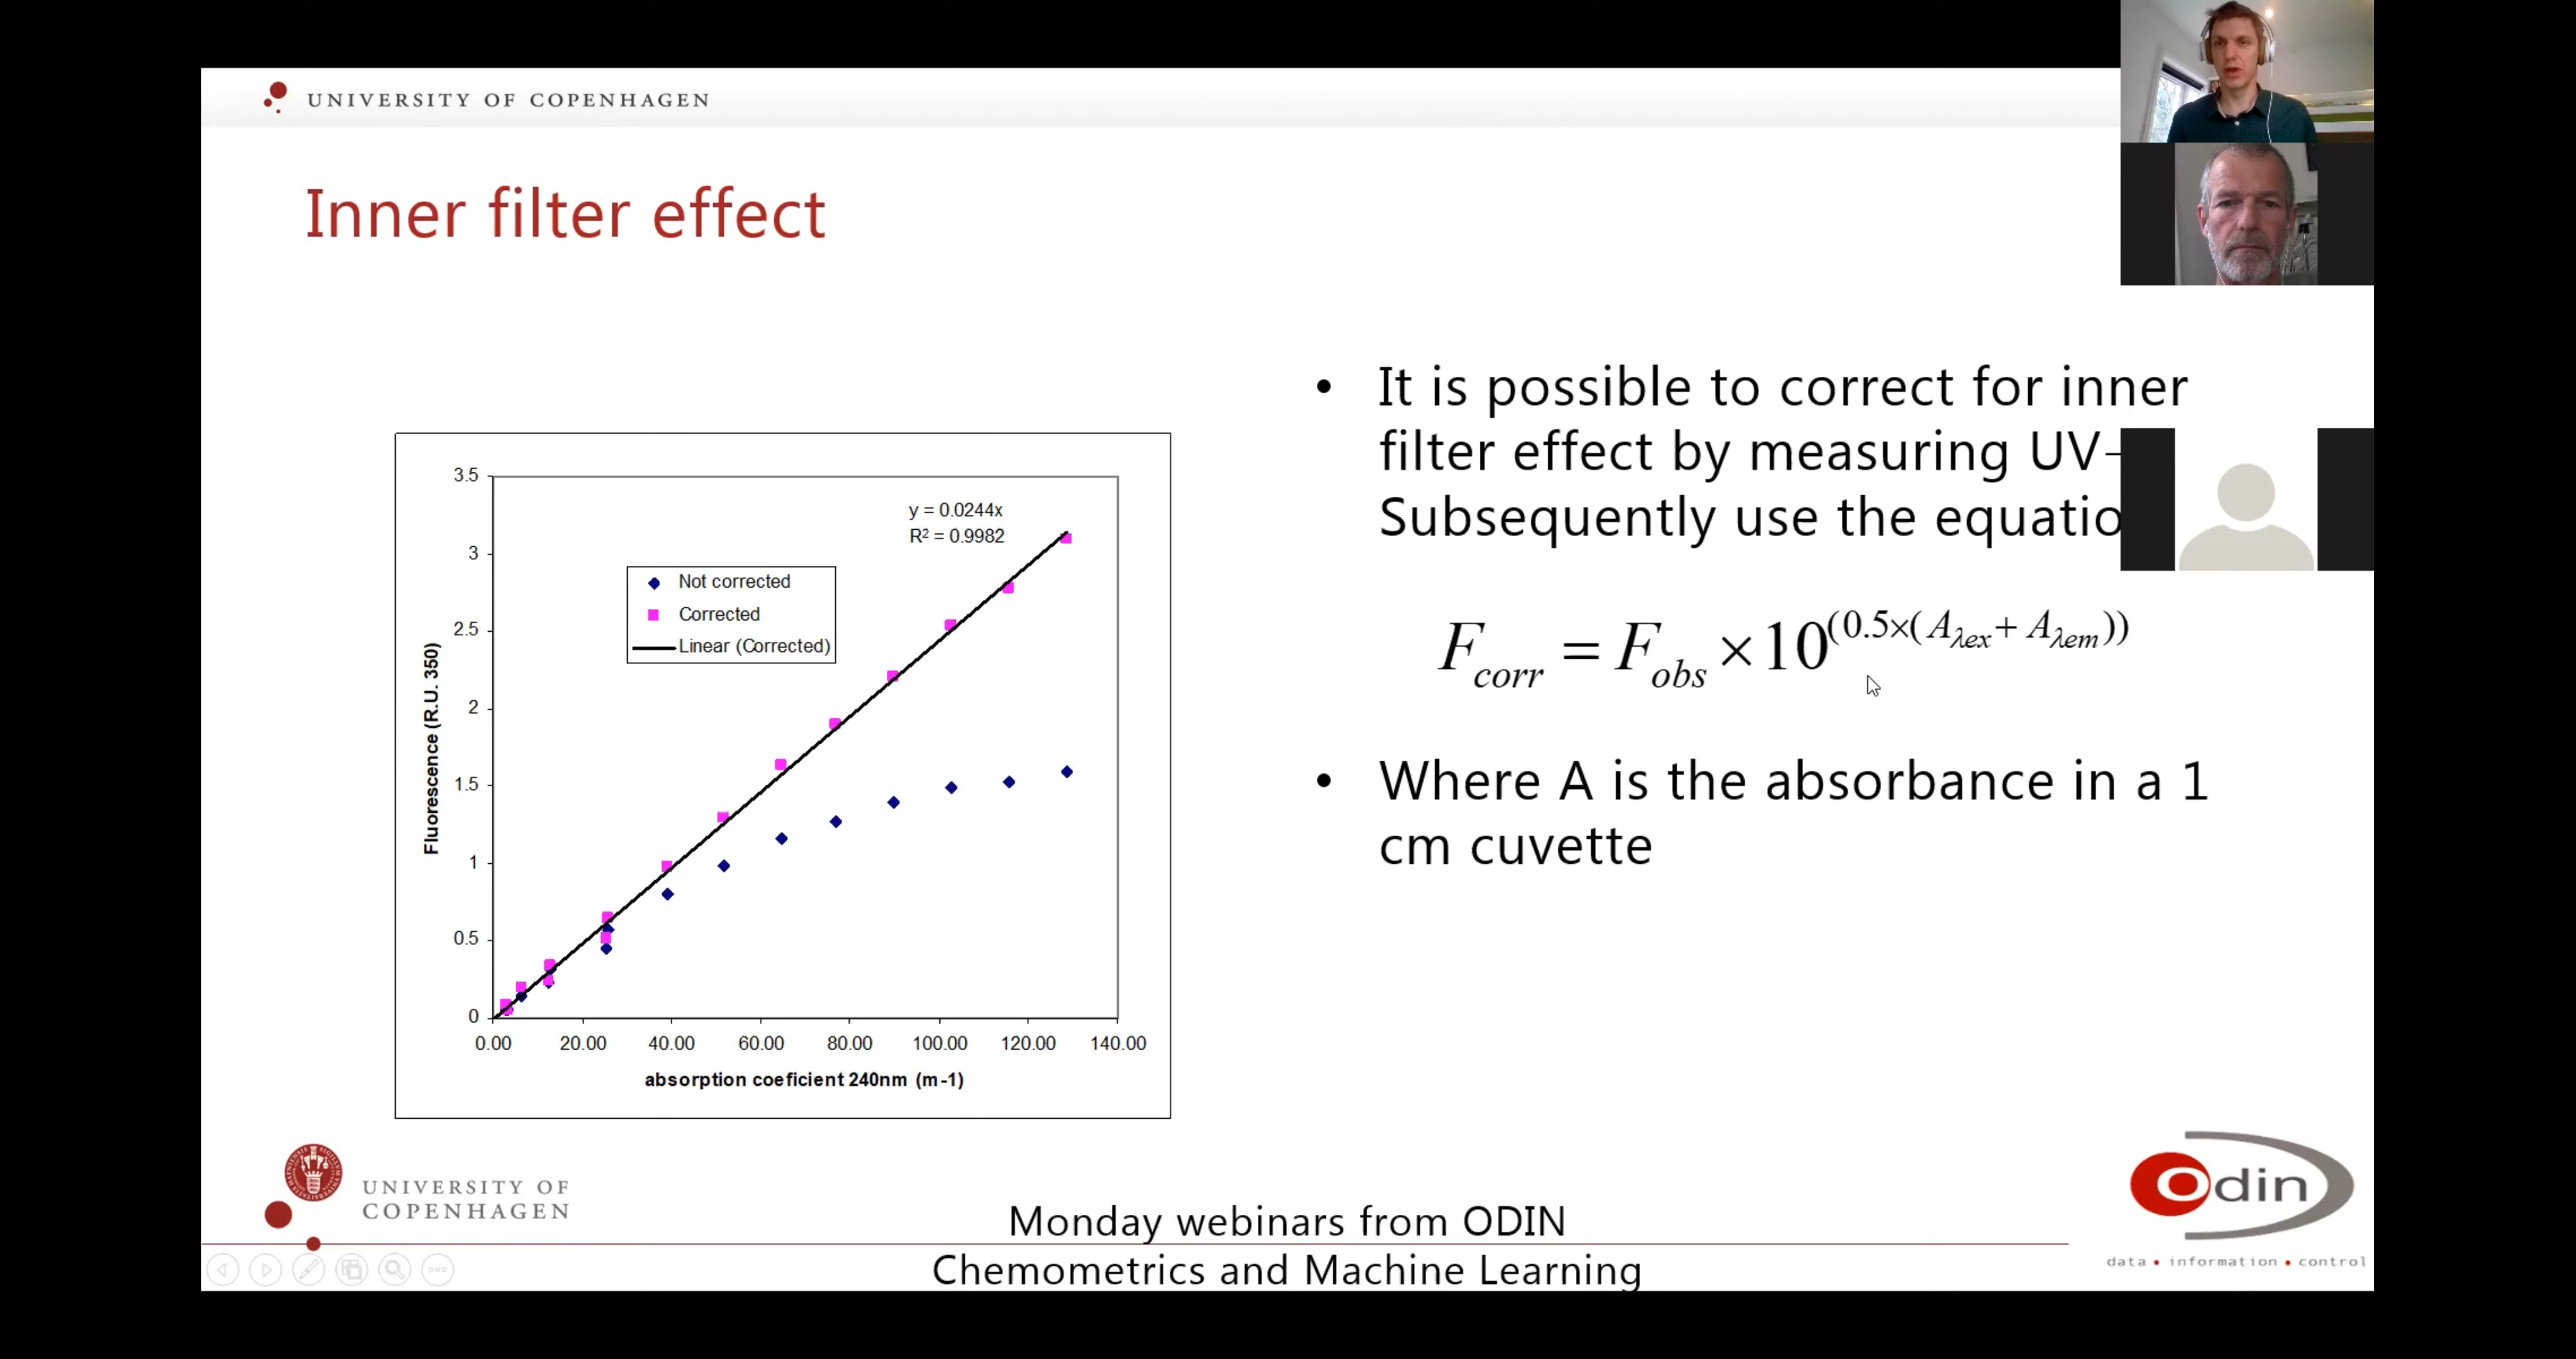 UNIVERSITY OF COPENHAGEN
Inner filter effect
3.5
3
2.5
2
1.5
1
0.5
0
Fluorescence (R.U. 350)
y = 0.0244x
R² = 0.9982
Not corrected
Corrected
Linear (Corrected)
0.00 20.00 40.00 60.00 80.00 100.00 120.00 140.00
absorption coeficient 240nm (m-1)
• It is possible to correct for inner
filter effect by measuring UV-
Subsequently use the
F_corr = F_obs × 10^(0.5×(A_λex + A_λem))
• Where A is the absorbance in a 1
cm cuvette
UNIVERSITY OF
COPENHAGEN
Monday webinars from ODIN
Chemometrics and Machine Learning
Odin
data • information • control